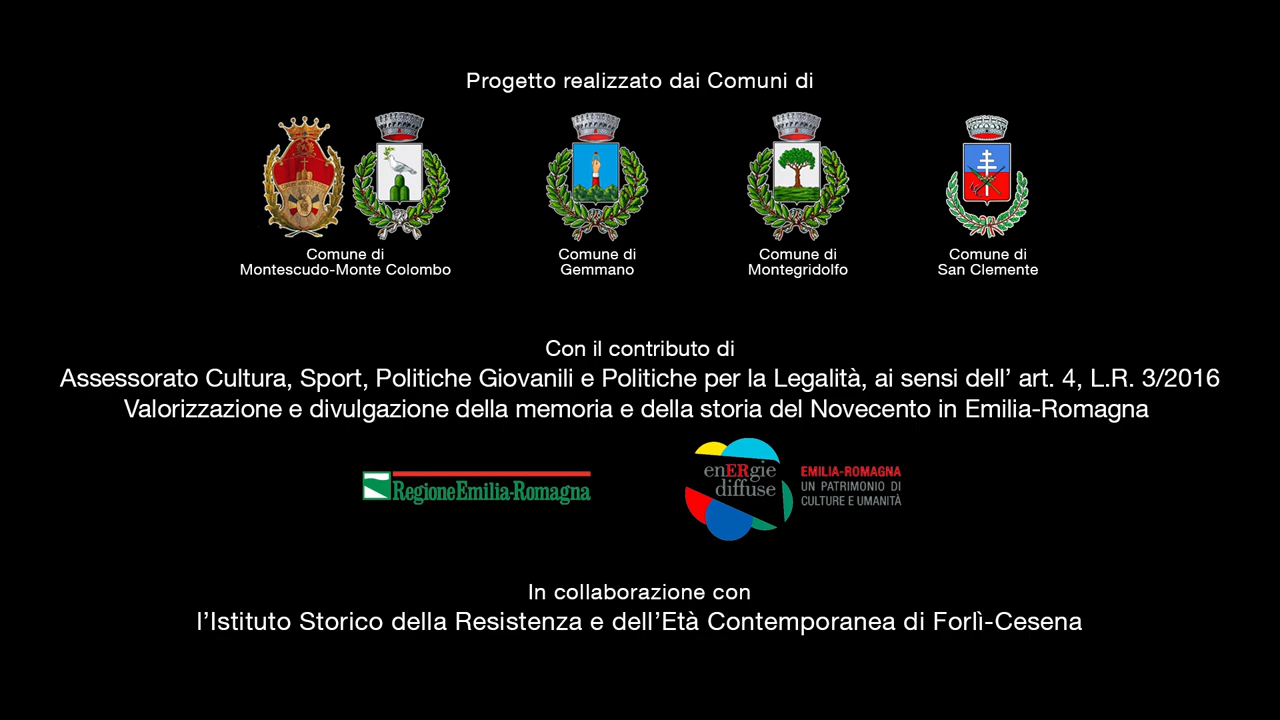 Progetto realizzato dai Comuni di
Comune di
Montescudo-Monte Colombo
Comune di
Gemmano
Comune di
Montegridolfo
Comune di
San Clemente
Con il contributo di
Assessorato Cultura, Sport, Politiche Giovanili e Politiche per la Legalità, ai sensi dell’ art. 4, L.R. 3/2016
Valorizzazione e divulgazione della memoria e della storia del Novecento in Emilia-Romagna
RegioneEmilia-Romagna
enERgie
diffuse
EMILIA-ROMAGNA
UN PATRIMONIO DI
CULTURE E UMANITÀ
In collaborazione con
l’Istituto Storico della Resistenza e dell’Età Contemporanea di Forlì-Cesena